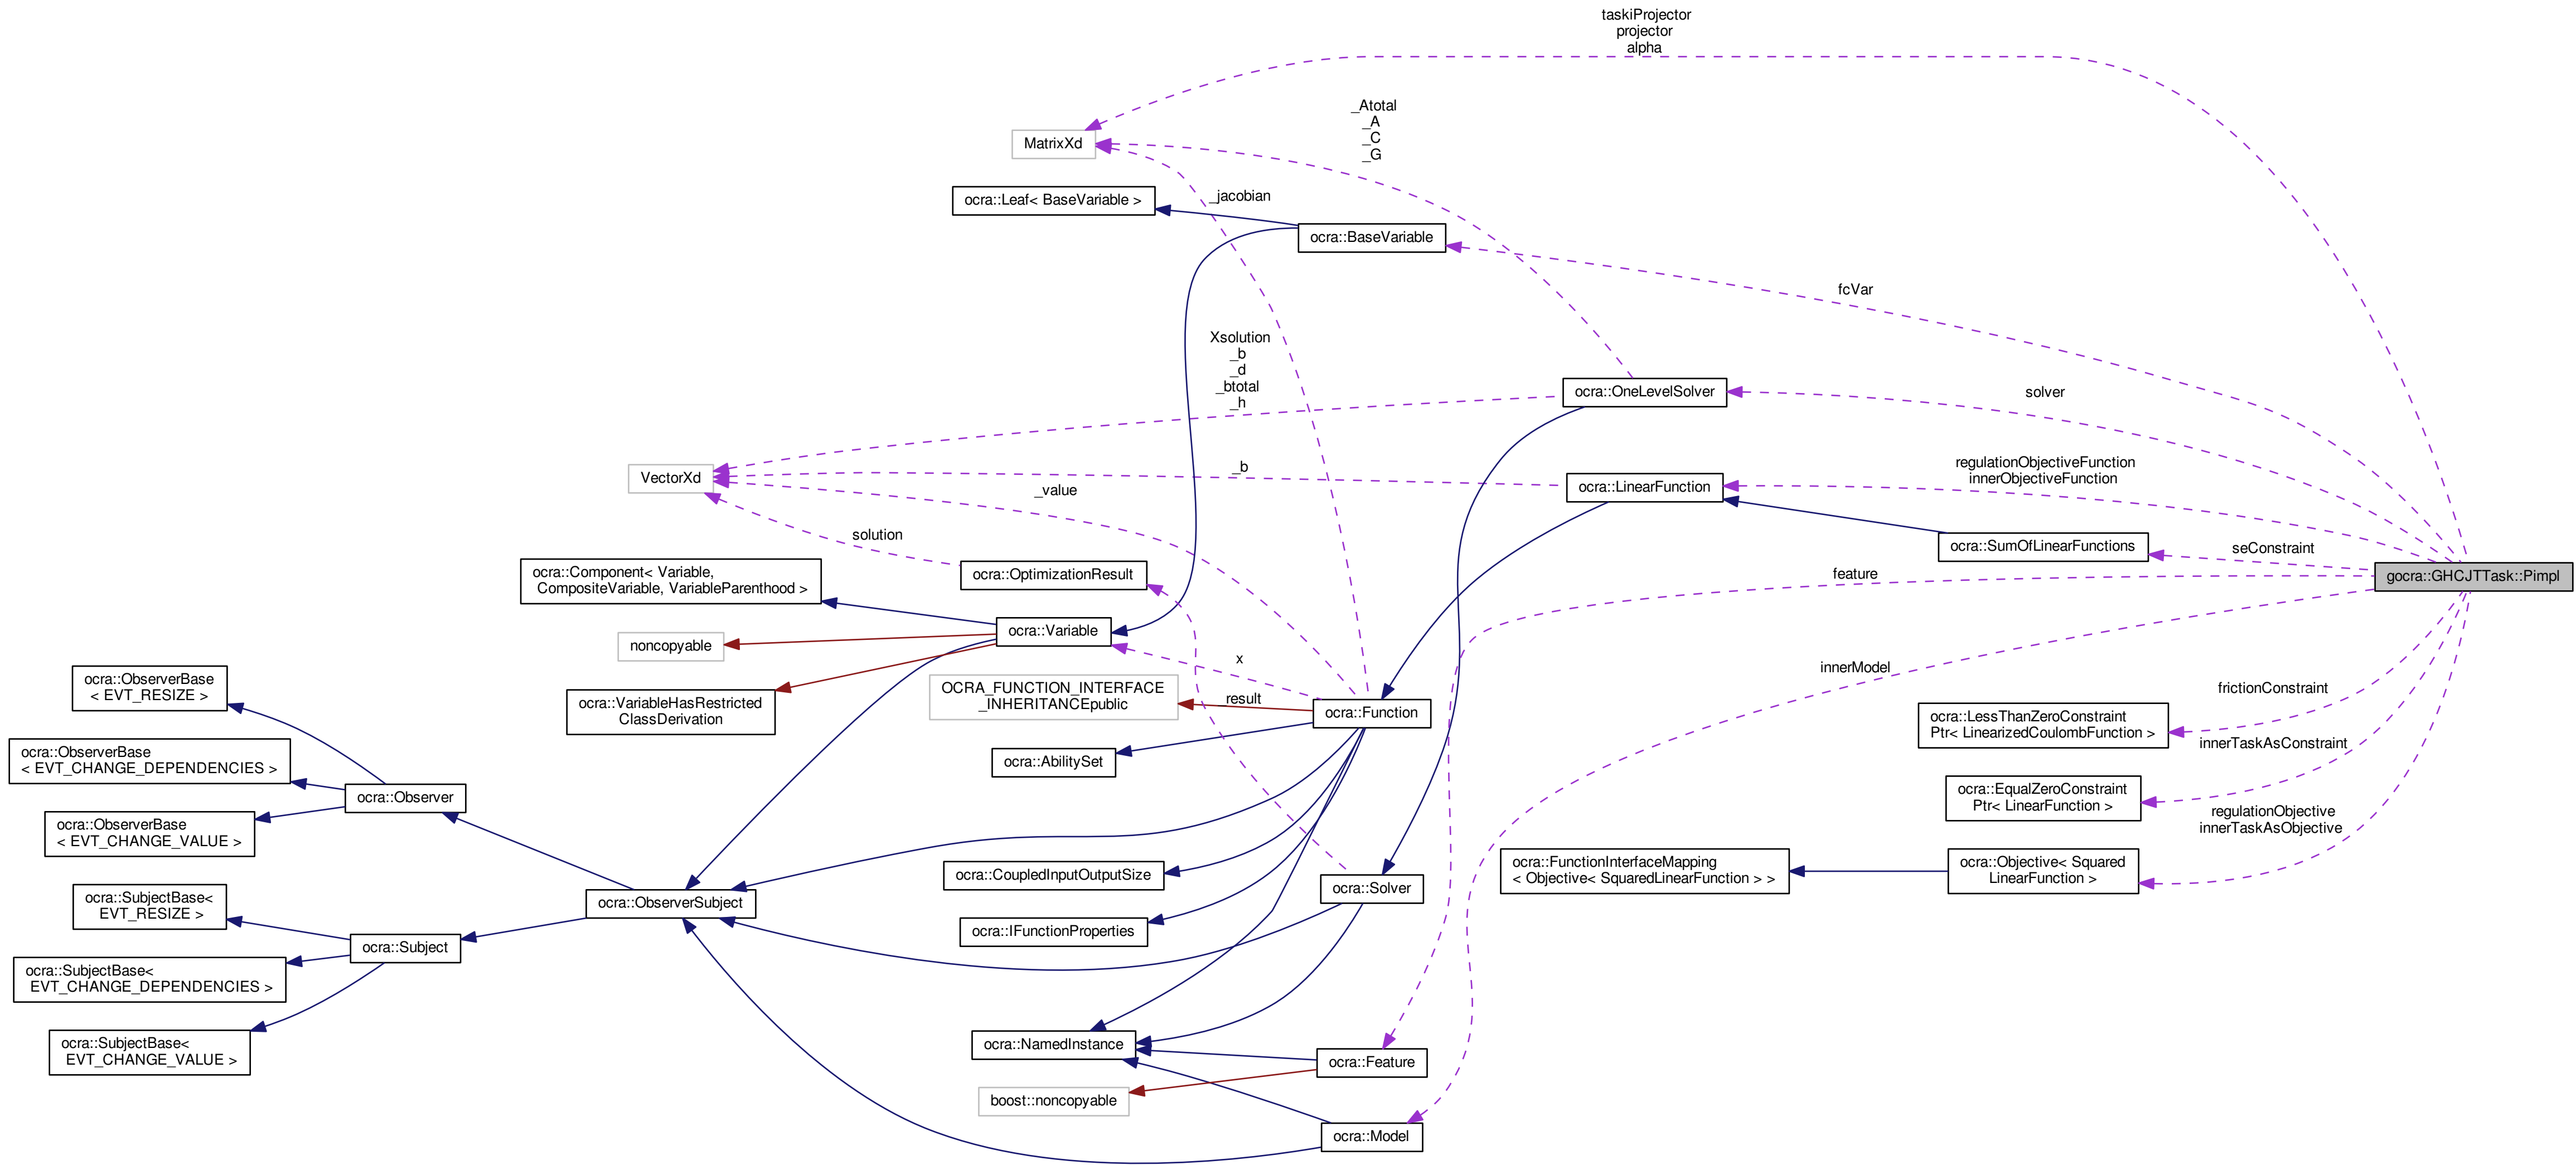 taskiProjector
projector
alpha
_Atotal
_A
_C
_G
MatrixXd
ocra::Leaf< BaseVariable >
_jacobian
ocra::BaseVariable
fcVar
Xsolution
_b
_d
_btotal
_h
ocra::OneLevelSolver
solver
VectorXd
_b
ocra::LinearFunction
regulationObjectiveFunction
innerObjectiveFunction
_value
solution
ocra::SumOfLinearFunctions
seConstraint
ocra::Component< Variable,
CompositeVariable, VariableParenthood >
ocra::OptimizationResult
feature
gocra::GHCJTTask::Pimpl
noncopyable
ocra::Variable
x
innerModel
ocra::ObserverBase
< EVT_RESIZE >
ocra::VariableHasRestricted
ClassDerivation
OCRA_FUNCTION_INTERFACE
_INHERITANCEpublic
result
ocra::Function
frictionConstraint
ocra::LessThanZeroConstraint
Ptr< LinearizedCoulombFunction >
ocra::ObserverBase
< EVT_CHANGE_DEPENDENCIES >
ocra::AbilitySet
innerTaskAsConstraint
ocra::Observer
ocra::EqualZeroConstraint
Ptr< LinearFunction >
ocra::ObserverBase
< EVT_CHANGE_VALUE >
regulationObjective
innerTaskAsObjective
ocra::CoupledInputOutputSize
ocra::FunctionInterfaceMapping
< Objective< SquaredLinearFunction > >
ocra::Objective< Squared
LinearFunction >
ocra::SubjectBase<
EVT_RESIZE >
ocra::ObserverSubject
ocra::Solver
ocra::IFunctionProperties
ocra::Subject
ocra::SubjectBase<
EVT_CHANGE_DEPENDENCIES >
ocra::SubjectBase<
EVT_CHANGE_VALUE >
ocra::NamedInstance
ocra::Feature
boost::noncopyable
ocra::Model